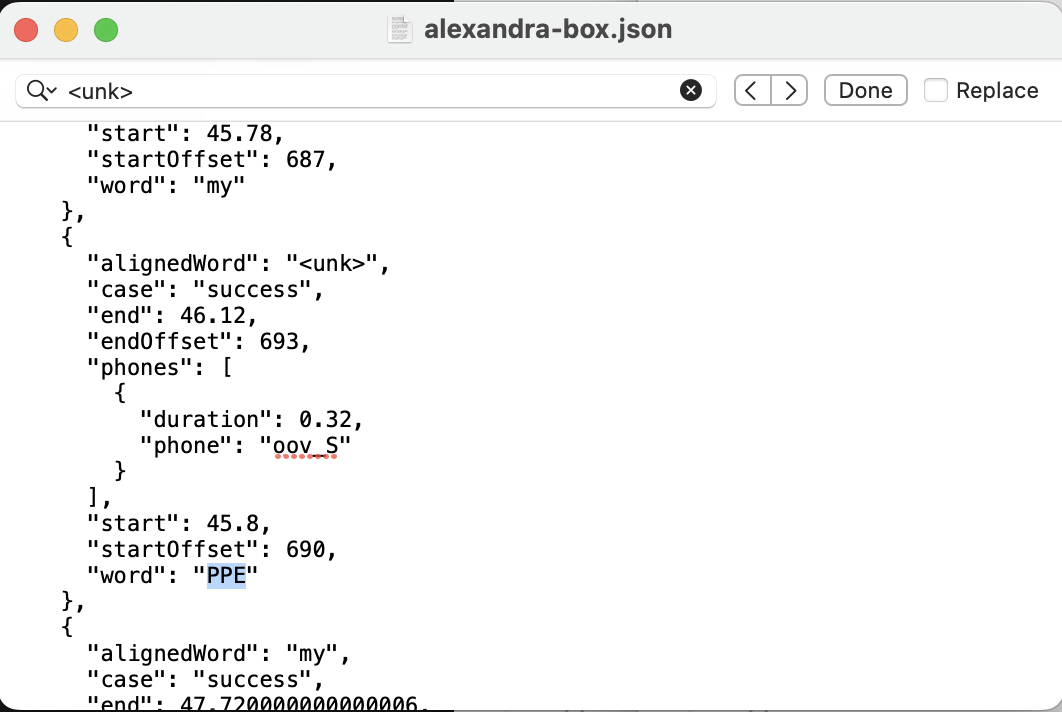 alexandra-box.json
<unk>
Done
Replace
"start": 45.78,
"startOffset": 687,
"word": "my"
},
{
"alignedWord": "<unk>",
"case": "success",
"end": 46.12,
"endOffset": 693,
"phones": [
{
"duration": 0.32,
"phone": "oov_S"
}
],
"start": 45.8,
"startOffset": 690,
"word": "PPE"
},
{
"alignedWord": "my",
"case": "success",
"end": 47.720000000000006,